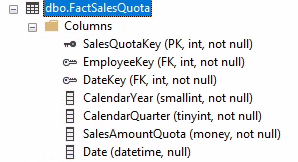 dbo.FactSalesQuota
Columns
SalesQuotaKey (PK, int, not null)
EmployeeKey (FK, int, not null)
DateKey (FK, int, not null)
CalendarYear (smallint, not null)
CalendarQuarter (tinyint, not null)
SalesAmountQuota (money, not null)
Date (datetime, null)